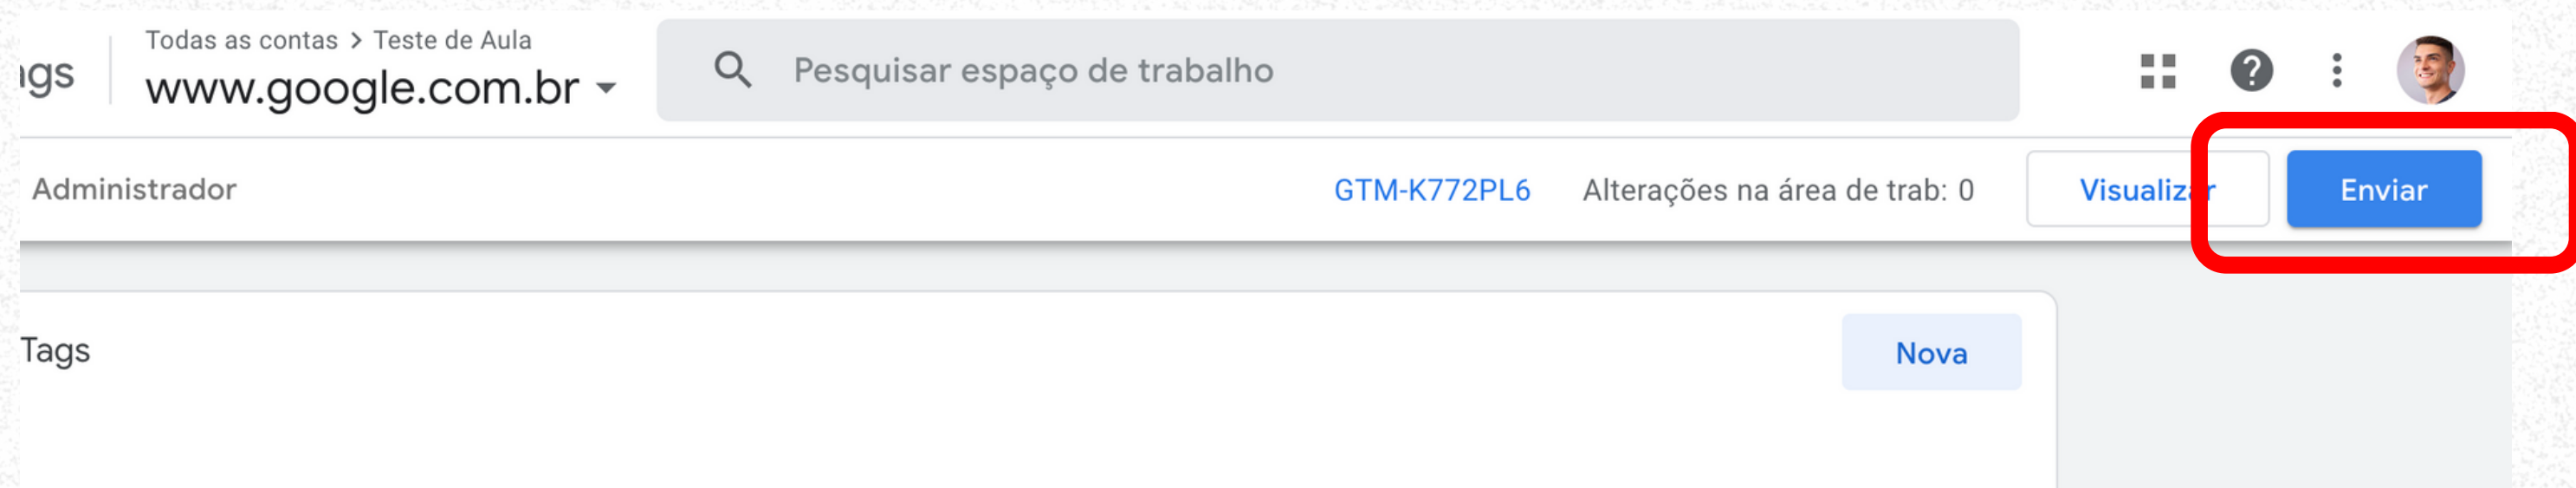 Todas as contas > Teste de Aula
www.google.com.br
Pesquisar espaço de trabalho
Administrador
GTM-K772PL6 Alterações na área de trab: 0 Visualizar Enviar
Tags Nova